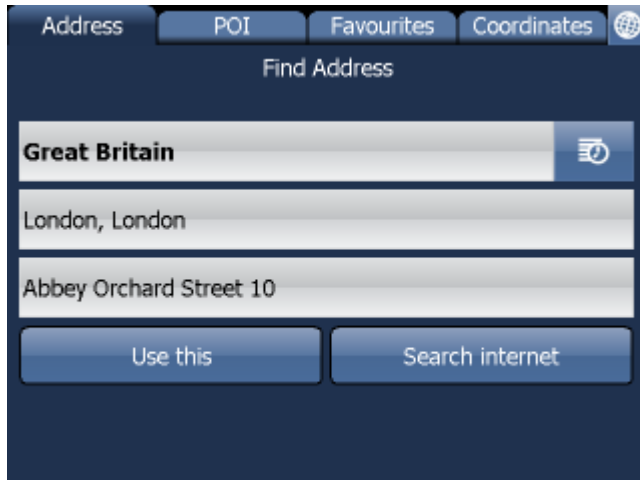 Address POI Favourites Coordinates
Find Address
Great Britain
London, London
Abbey Orchard Street 10
Use this Search internet